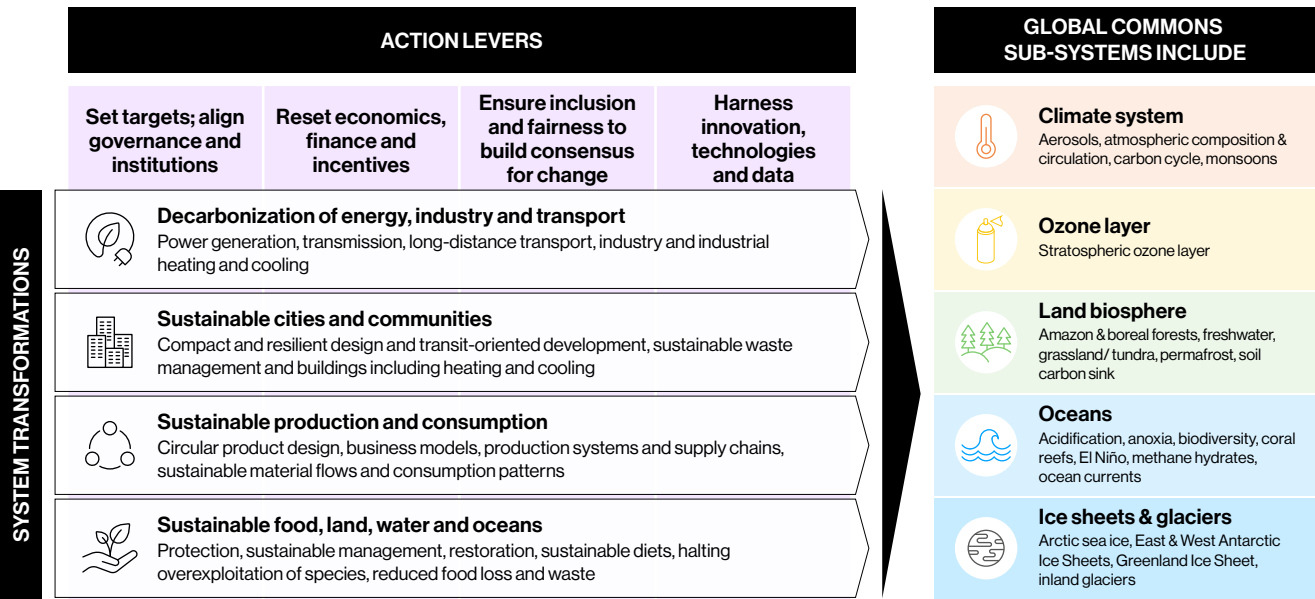 ACTION LEVERS
Set targets; align
governance and
institutions
Reset economics,
finance and
incentives
Ensure inclusion
and fairness to
build consensus
for change
Harness
innovation,
technologies
and data
SYSTEM TRANSFORMATIONS
Decarbonization of energy, industry and transport
Power generation, transmission, long-distance transport, industry and industrial
heating and cooling
Sustainable cities and communities
Compact and resilient design and transit-oriented development, sustainable waste
management and buildings including heating and cooling
Sustainable production and consumption
Circular product design, business models, production systems and supply chains,
sustainable material flows and consumption patterns
Sustainable food, land, water and oceans
Protection, sustainable management, restoration, sustainable diets, halting
overexploitation of species, reduced food loss and waste
GLOBAL COMMONS
SUB-SYSTEMS INCLUDE
Climate system
Aerosols, atmospheric composition &
circulation, carbon cycle, monsoons
Ozone layer
Stratospheric ozone layer
Land biosphere
Amazon & boreal forests, freshwater,
grassland/ tundra, permafrost, soil
carbon sink
Oceans
Acidification, anoxia, biodiversity, coral
reefs, El Niño, methane hydrates,
ocean currents
Ice sheets & glaciers
Arctic sea ice, East & West Antarctic
Ice Sheets, Greenland Ice Sheet,
inland glaciers